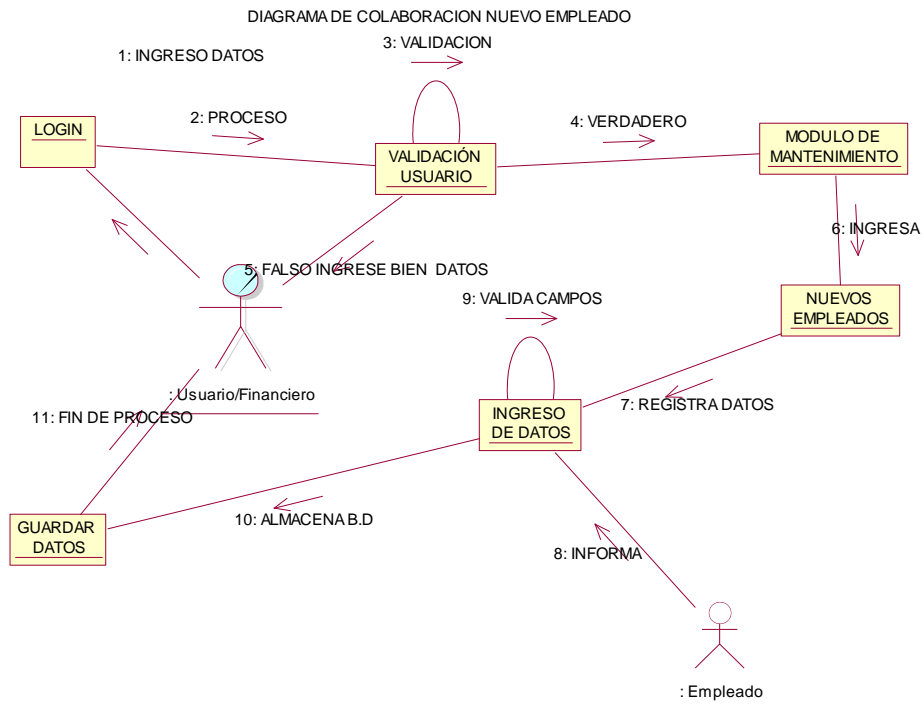 DIAGRAMA DE COLABORACION NUEVO EMPLEADO
3: VALIDACION
1: INGRESO DATOS
2: PROCESO
4: VERDADERO
LOGIN
VALIDACIÓN
USUARIO
MODULO DE
MANTENIMIENTO
6: INGRESA
5: FALSO INGRESE BIEN DATOS
9: VALIDA CAMPOS
NUEVOS
EMPLEADOS
: Usuario/Financiero
7: REGISTRA DATOS
11: FIN DE PROCESO
INGRESO
DE DATOS
10: ALMACENA B.D
GUARDAR
DATOS
8: INFORMA
: Empleado